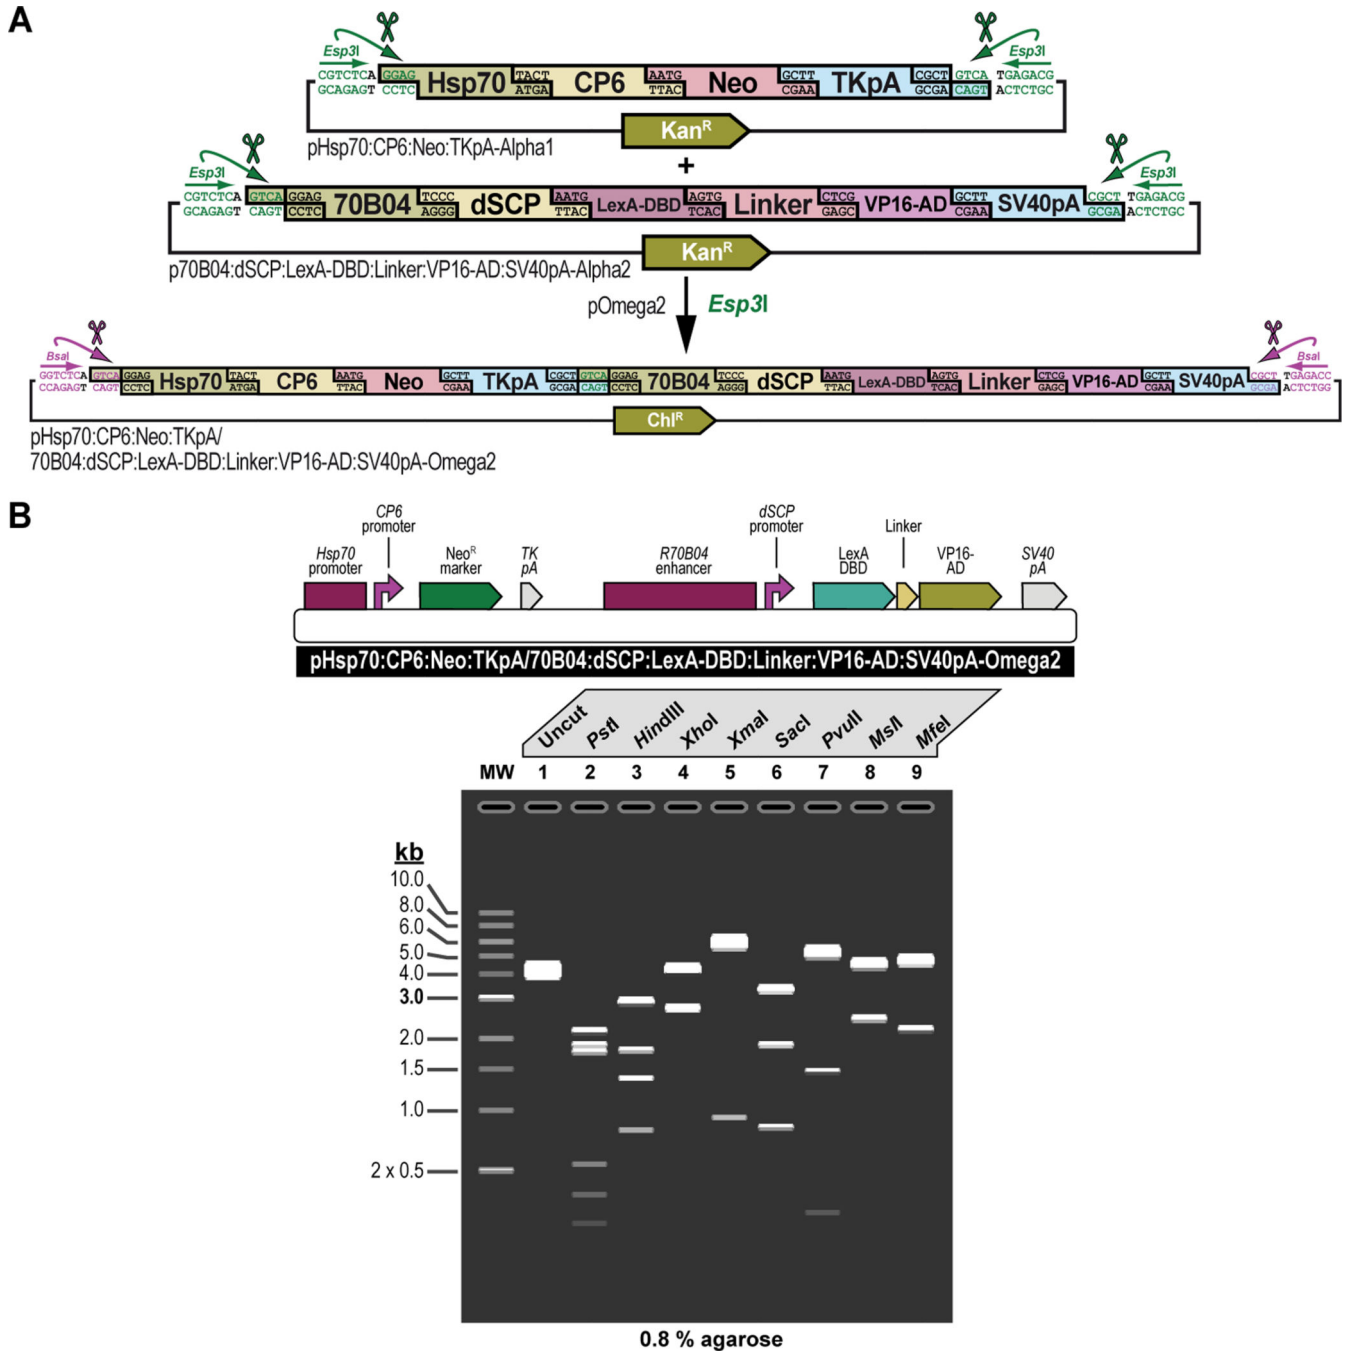 A
Esp3I
Esp3I
CGTCTCA GGAG TACT AATG GCTT CGCT GTCA TGAGACG
Hsp70 CP6 Neo TKpA
GCAGAGT CCTC ATGA TTAC CGAA GCGA CAGT ACTCTGC
KanR
pHsp70:CP6:Neo:TKpA-Alpha1
+
Esp3I
Esp3I
CGTCTCA GTCA GGAG TCCC AATG AGTG CTCG GCTT CGCT TGAGACG
70B04 dSCP LexA-DBD Linker VP16-AD SV40pA
GCAGAGT CAGT CCTC AGGG TTAC TCAC GAGC CGAA GCGA ACTCTGC
KanR
p70B04:dSCP:LexA-DBD:Linker:VP16-AD:SV40pA-Alpha2
pOmega2 Esp3I
BsaI
BsaI
GGTCTCA GTCA GGAG TACT AATG GCTT CGCT GTCA GGAG TCCC AATG AGTG CTCG GCTT CGCT TGAGACC
Hsp70 CP6 Neo TKpA 70B04 dSCP LexA-DBD Linker VP16-AD SV40pA
CCAGAGT CAGT CCTC ATGA TTAC CGAA GCGA CAGT CCTC AGGG TTAC TCAC GAGC CGAA GCGA ACTCTGG
ChlR
pHsp70:CP6:Neo:TKpA/
70B04:dSCP:LexA-DBD:Linker:VP16-AD:SV40pA-Omega2
B
CP6 promoter
dSCP promoter
Linker
Hsp70 promoter
NeoR marker
TK pA
R70B04 enhancer
LexA DBD
VP16-AD
SV40 pA
pHsp70:CP6:Neo:TKpA/70B04:dSCP:LexA-DBD:Linker:VP16-AD:SV40pA-Omega2
Uncut PstI HindIII XhoI XmaI SacI PvuII MslI MfeI
MW 1 2 3 4 5 6 7 8 9
kb
10.0
8.0
6.0
5.0
4.0
3.0
2.0
1.5
1.0
2 x 0.5
0.8 % agarose